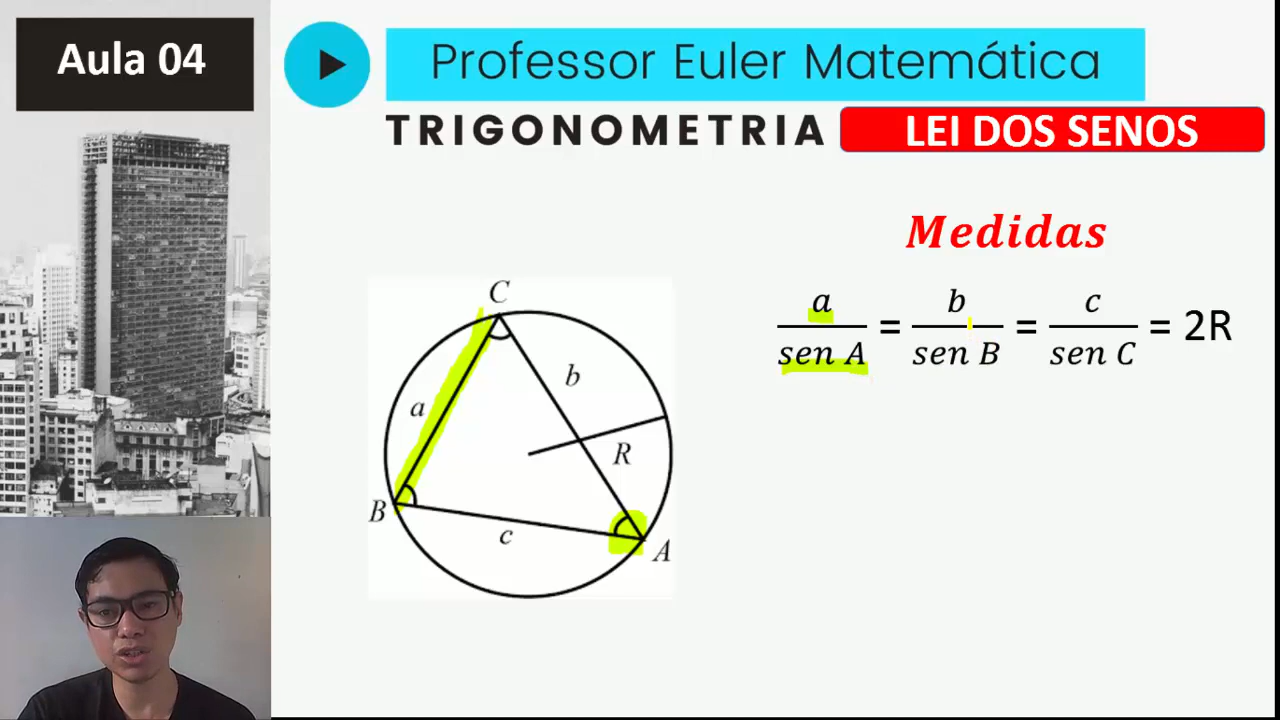 Aula 04
Professor Euler Matemática
TRIGONOMETRIA
LEI DOS SENOS
Medidas
a/sen A = b/sen B = c/sen C = 2R
C
b
a
R
B
c
A